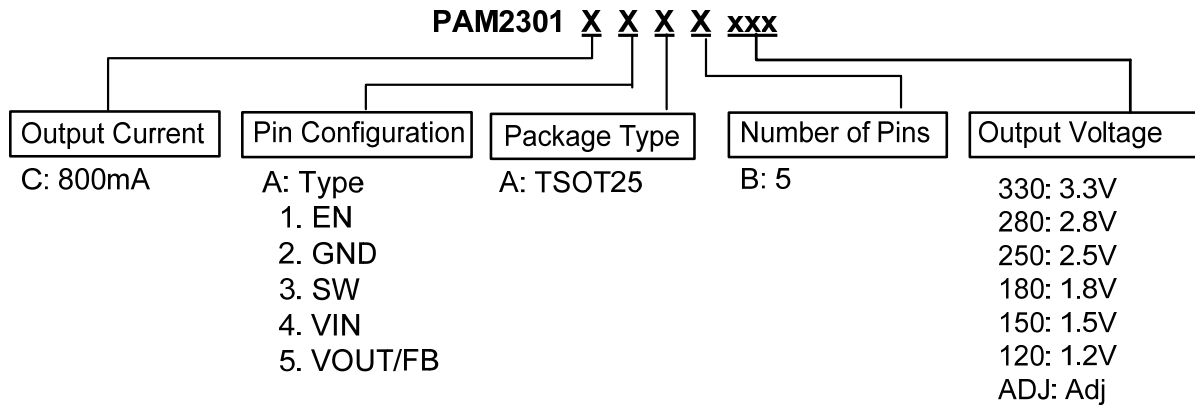 PAM2301 X X X X xxx
Output Current
C: 800mA
Pin Configuration
A: Type
1. EN
2. GND
3. SW
4. VIN
5. VOUT/FB
Package Type
A: TSOT25
Number of Pins
B: 5
Output Voltage
330: 3.3V
280: 2.8V
250: 2.5V
180: 1.8V
150: 1.5V
120: 1.2V
ADJ: Adj